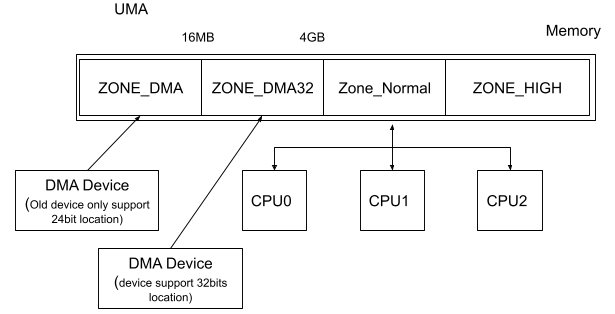 UMA
16MB
4GB
Memory
ZONE_DMA
ZONE_DMA32
Zone_Normal
ZONE_HIGH
DMA Device
(Old device only support
24bit location)
CPU0
CPU1
CPU2
DMA Device
(device support 32bits
location)